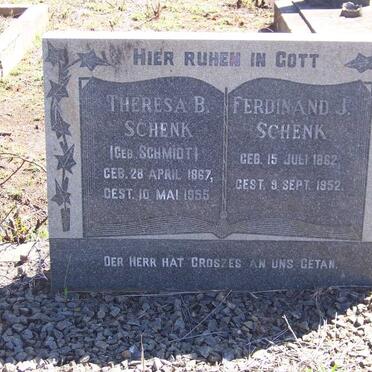 HIER RUHEN IN GOTT
THERESA B.
SCHENK
(GEB. SCHMIDT)
GEB. 28 APRIL 1867,
GEST. 10 MAI 1955.
FERDINAND J.
SCHENK
GEB. 15 JULI 1862,
GEST. 9 SEPT. 1952.
DER HERR HAT GROSZES AN UNS GETAN.